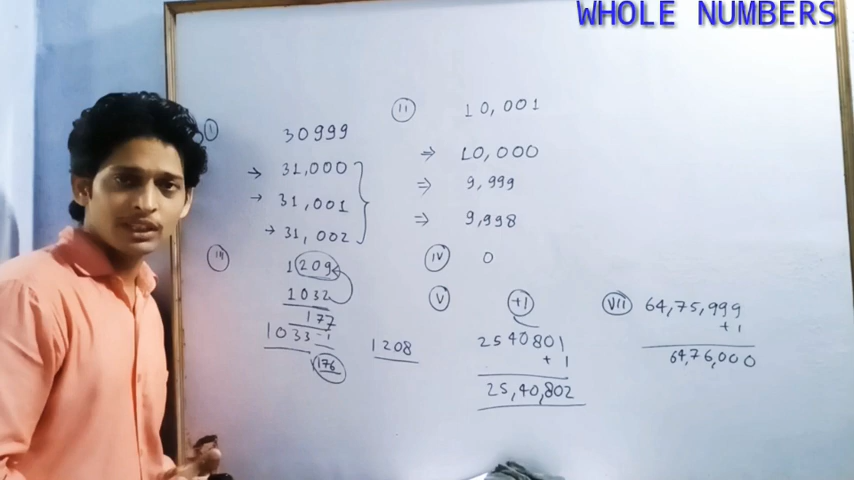 WHOLE NUMBERS
i 30999
→ 31,000
→ 31,001
→ 31,002
ii 10,001
⇒ 10,000
⇒ 9,999
⇒ 9,998
iii 1209
1032
177
1033 -1
176
1208
iv 0
v +1
2540801
+ 1
25,40,802
vii 64,75,999
+ 1
64,76,000